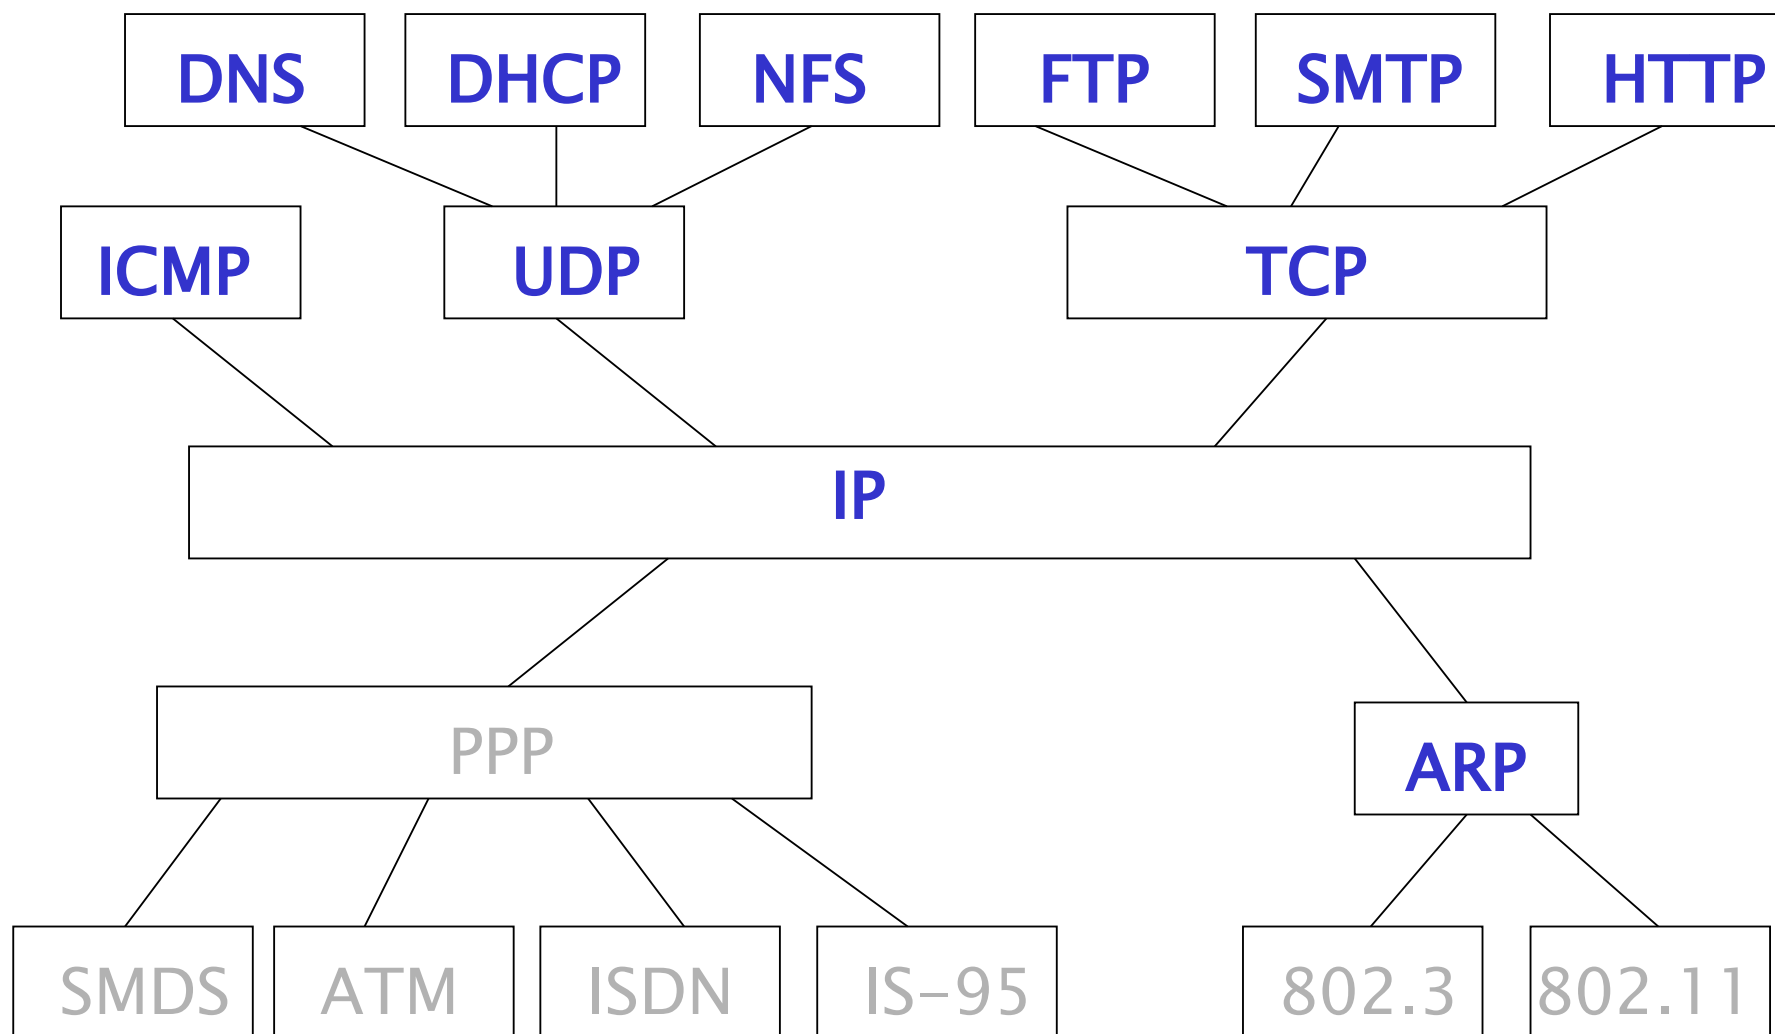 DNS
DHCP
NFS
FTP
SMTP
HTTP
ICMP
UDP
TCP
IP
PPP
ARP
SMDS
ATM
ISDN
IS-95
802.3
802.11